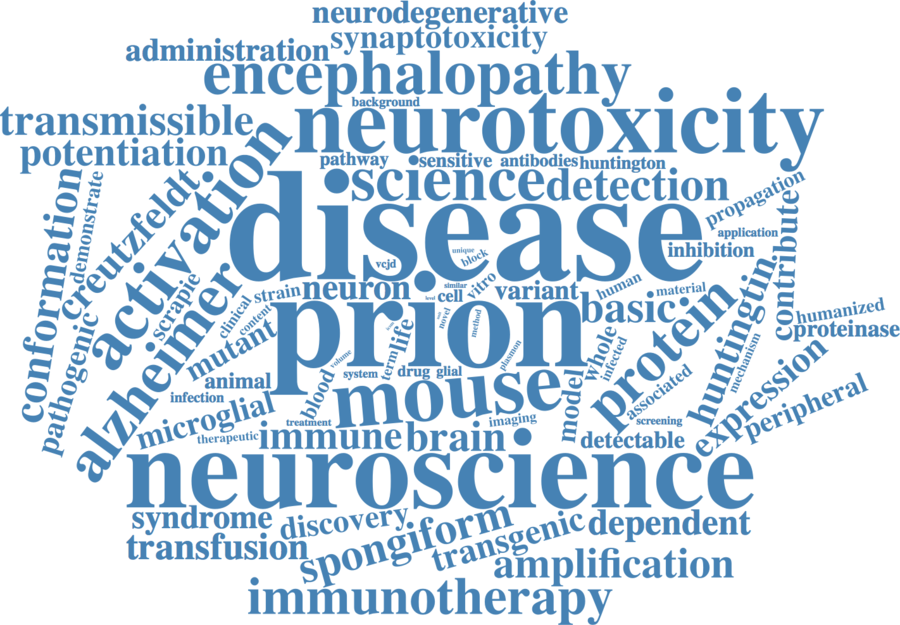 neurodegenerative
synaptotoxicity
administration
encephalopathy
background
neurotoxicity
transmissible
potentiation
pathway
sensitive
antibodies
huntington
science
detection
activation
creutzfeldt
demonstrate
conformation
disease
propagation
application
inhibition
contribute
unique
block
vcjd
vitro
similar
human
material
neuron
cell
variant
strain
clinical
content
scrapie
pathogenic
alzheimer
mutant
prion
level
novel
method
basic
protein
huntingtin
humanized
proteinase
mechanism
expression
peripheral
whole
infected
associated
model
life
term
plasmon
volume
system
drug
glial
animal
infection
blood
mouse
microglial
therapeutic
treatment
imaging
screening
immune
brain
detectable
neuroscience
syndrome
discovery
spongiform
transgenic
dependent
transfusion
amplification
immunotherapy